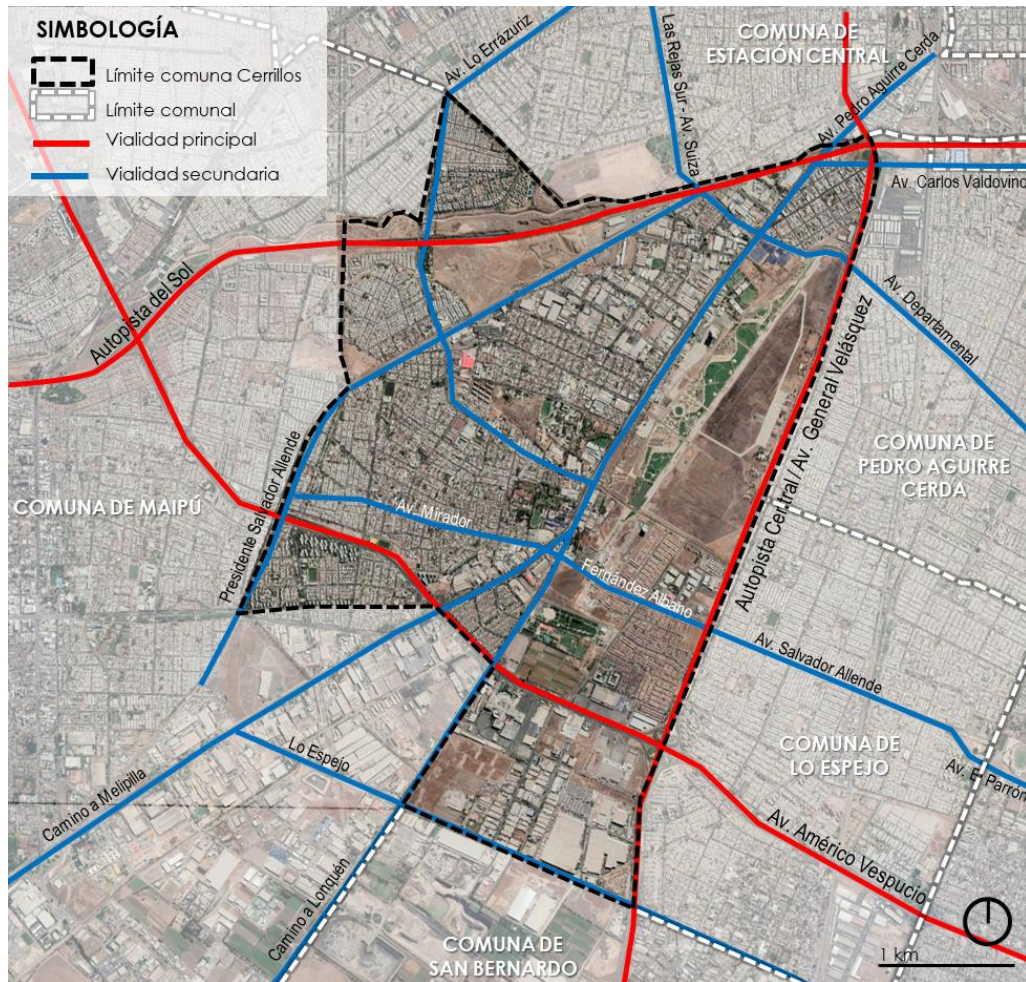 SIMBOLOGÍA
Límite comuna Cerrillos
Límite comunal
Vialidad principal
Vialidad secundaria
Av. Lo Errázuriz
Las Rejas Sur - Av. Suiza
COMUNA DE
ESTACIÓN CENTRAL
Av. Pedro Aguirre Cerda
Av. Carlos Valdovino
Autopista del Sol
Av. Departamental
Autopista Central / Av. General Velásquez
COMUNA DE
PEDRO AGUIRRE
CERDA
COMUNA DE MAIPÚ
Presidente Salvador Allende
Av. Mirador
Fernández Albano
Av. Salvador Allende
COMUNA DE
LO ESPEJO
Av. E. Parrón
Lo Espejo
Camino a Melipilla
Av. Américo Vespucio
Camino a Lonquén
COMUNA DE
SAN BERNARDO
1 km